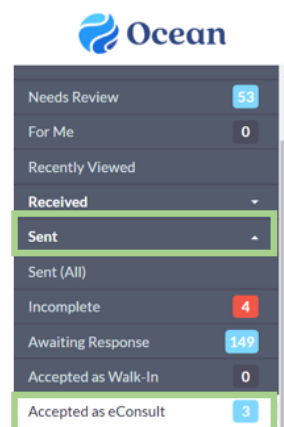 Ocean
Needs Review 53
For Me 0
Recently Viewed
Received
Sent
Sent (All)
Incomplete 4
Awaiting Response 149
Accepted as Walk-In 0
Accepted as eConsult 3